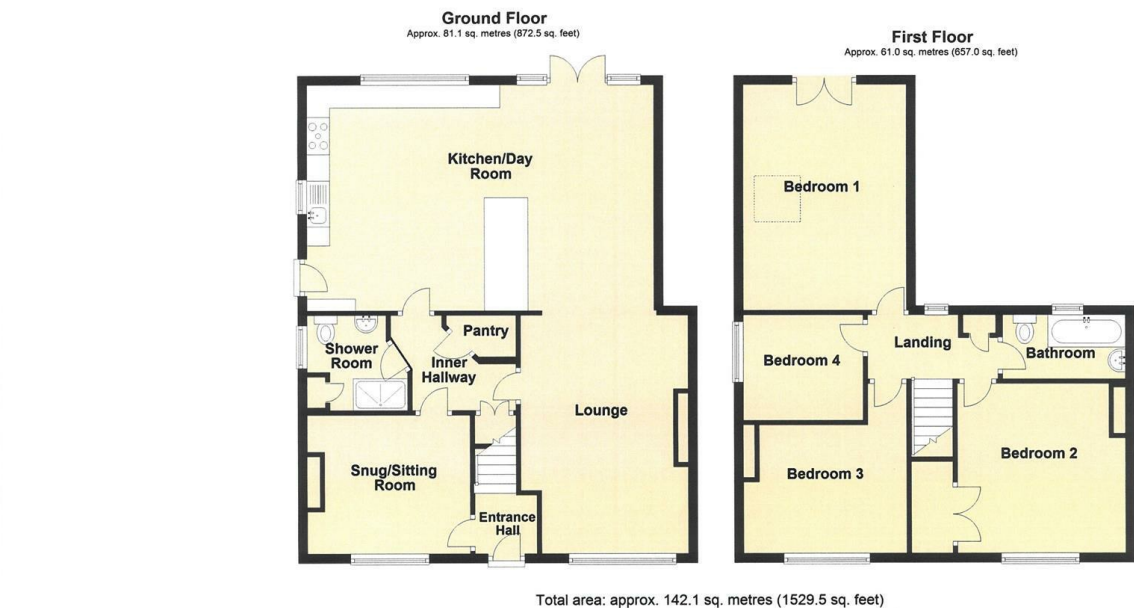 Ground Floor
Approx. 81.1 sq. metres (872.5 sq. feet)
Kitchen/Day
Room
Pantry
Shower
Room
Inner
Hallway
Lounge
Snug/Sitting
Room
Entrance
Hall
First Floor
Approx. 61.0 sq. metres (657.0 sq. feet)
Bedroom 1
Landing
Bathroom
Bedroom 4
Bedroom 2
Bedroom 3
Total area: approx. 142.1 sq. metres (1529.5 sq. feet)